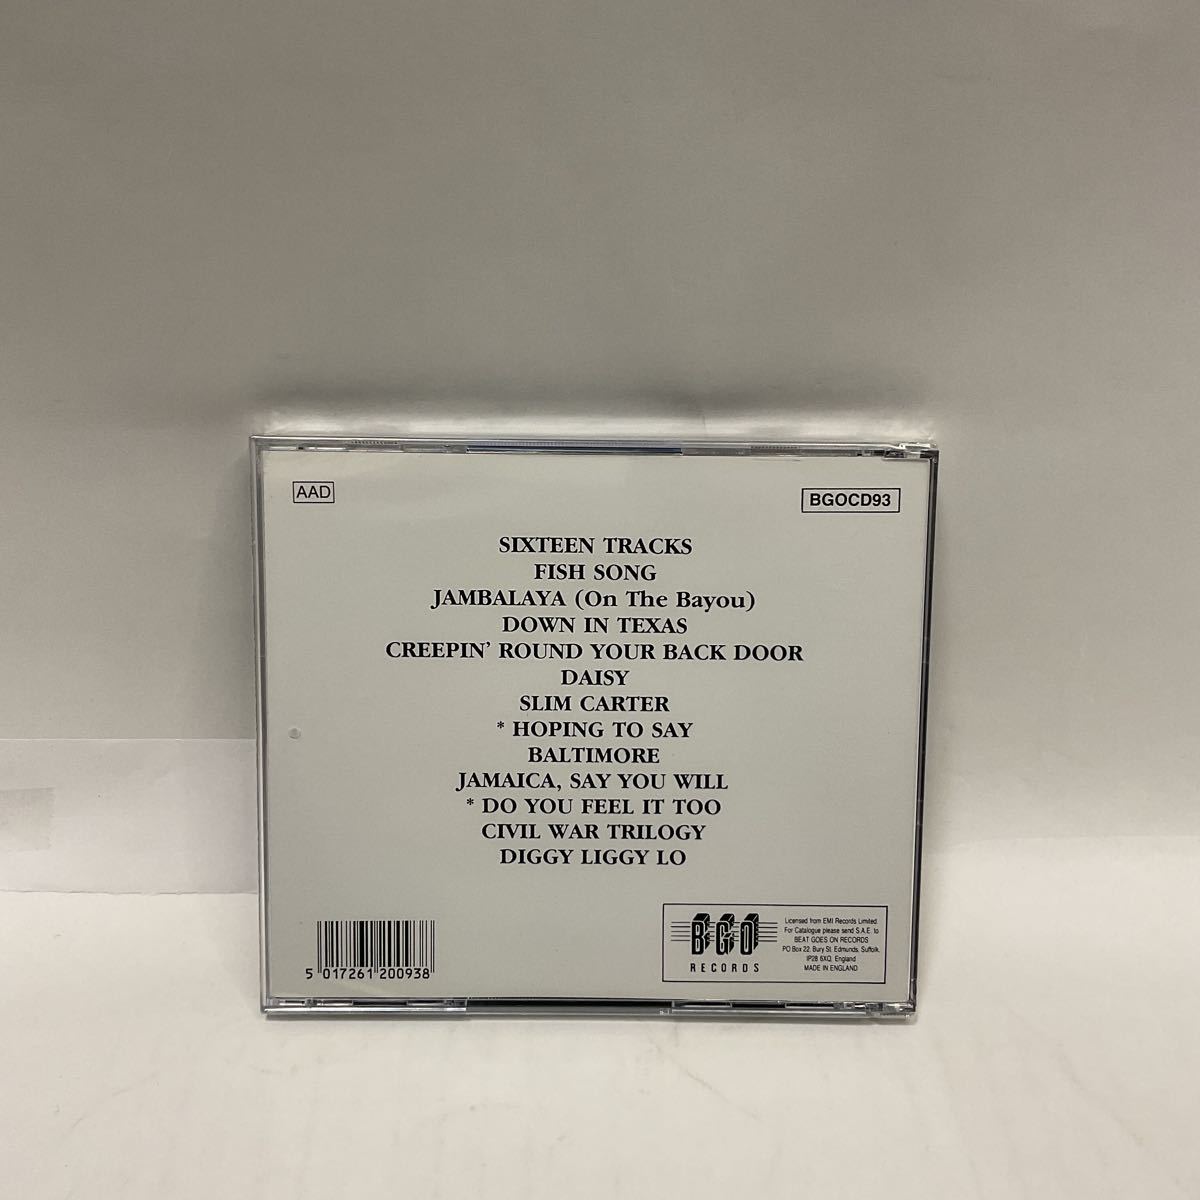 AAD
BGOCD93
SIXTEEN TRACKS
FISH SONG
JAMBALAYA (On The Bayou)
DOWN IN TEXAS
CREEPIN' ROUND YOUR BACK DOOR
DAISY
SLIM CARTER
* HOPING TO SAY
BALTIMORE
JAMAICA, SAY YOU WILL
* DO YOU FEEL IT TOO
CIVIL WAR TRILOGY
DIGGY LIGGY LO
5 017261 200938
BGO
RECORDS
Licensed from EMI Records Limited.
For Catalogue please send S.A.E. to
BEAT GOES ON RECORDS
PO Box 22, Bury St. Edmunds, Suffolk,
IP28 6XQ, England
MADE IN ENGLAND